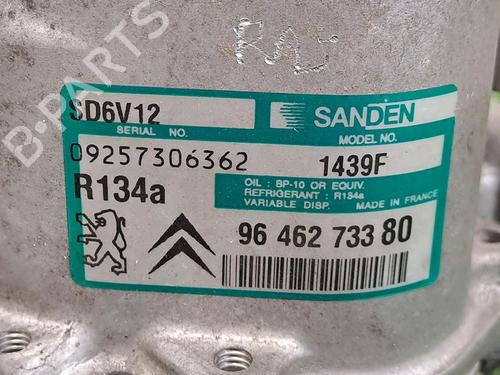 RAS
B-PARTS
SD6V12
SANDEN
SERIAL NO.
MODEL NO.
09257306362
1439F
R134a
OIL : SP-10 OR EQUIV.
REFRIGERANT : R134a
VARIABLE DISP. MADE IN FRANCE
96 462 733 80